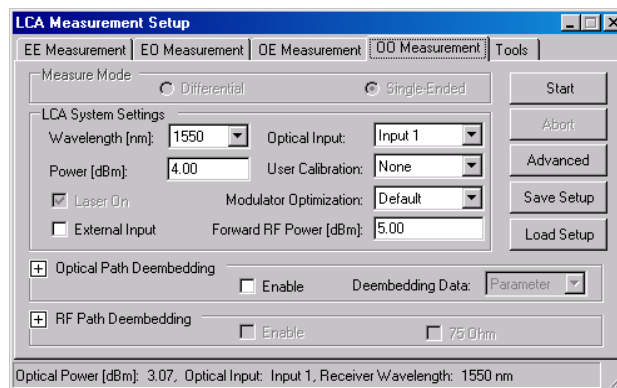 LCA Measurement Setup
EE Measurement EO Measurement OE Measurement OO Measurement Tools
Measure Mode
Differential Single-Ended
Start
LCA System Settings
Wavelength [nm]: 1550 Optical Input: Input 1
Abort
Power [dBm]: 4.00 User Calibration: None
Advanced
Laser On Modulator Optimization: Default
Save Setup
External Input Forward RF Power [dBm]: 5.00
Load Setup
Optical Path Deembedding
Enable Deembedding Data: Parameter
RF Path Deembedding
Enable 75 Ohm
Optical Power [dBm]: 3.07, Optical Input: Input 1, Receiver Wavelength: 1550 nm